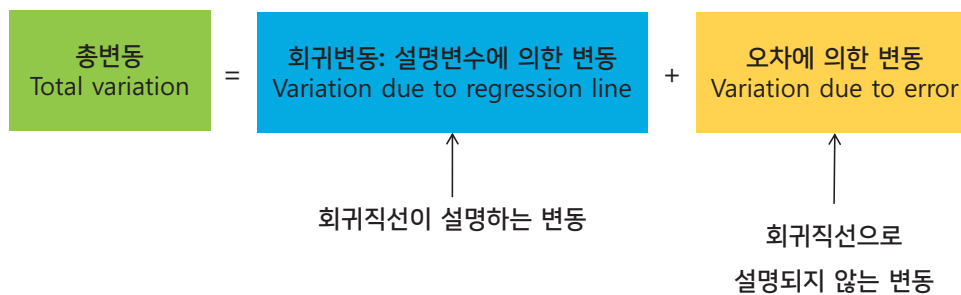 총변동
Total variation
=
회귀변동: 설명변수에 의한 변동
Variation due to regression line
+
오차에 의한 변동
Variation due to error
회귀직선이 설명하는 변동
회귀직선으로
설명되지 않는 변동